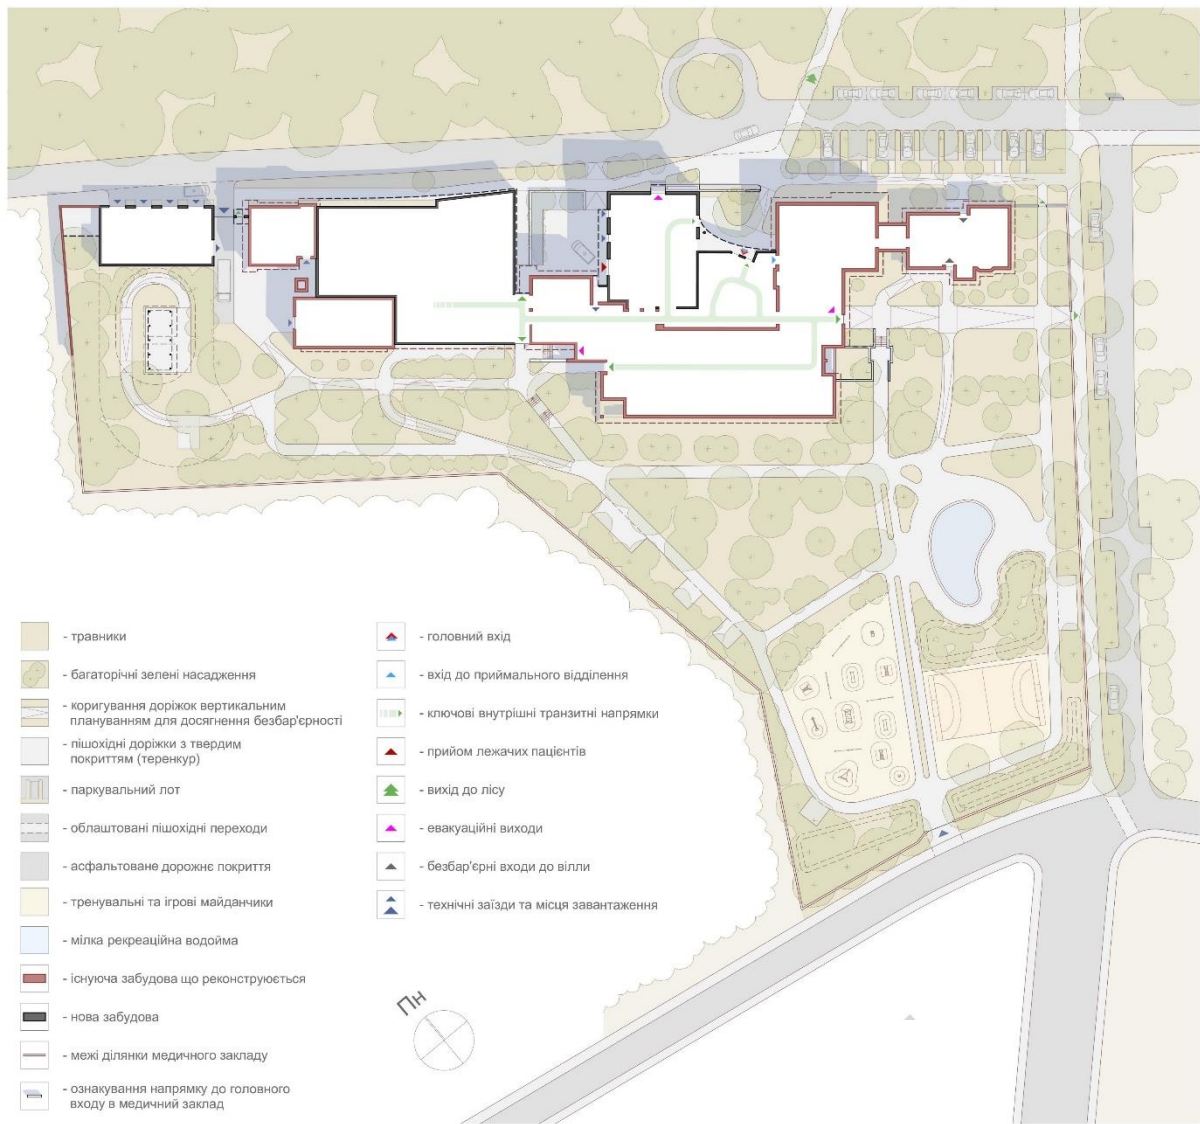 - травники
- багаторічні зелені насадження
- коригування доріжок вертикальним
плануванням для досягнення безбар'єрності
- пішохідні доріжки з твердим
покриттям (теренкур)
- паркувальний лот
- облаштовані пішохідні переходи
- асфальтоване дорожнє покриття
- тренувальні та ігрові майданчики
- мілка рекреаційна водойма
- існуюча забудова що реконструюється
- нова забудова
- межі ділянки медичного закладу
- ознакування напрямку до головного
входу в медичний заклад
- головний вхід
- вхід до приймального відділення
- ключові внутрішні транзитні напрямки
- прийом лежачих пацієнтів
- вихід до лісу
- евакуаційні виходи
- безбар'єрні входи до вілли
- технічні заїзди та місця завантаження
Пн